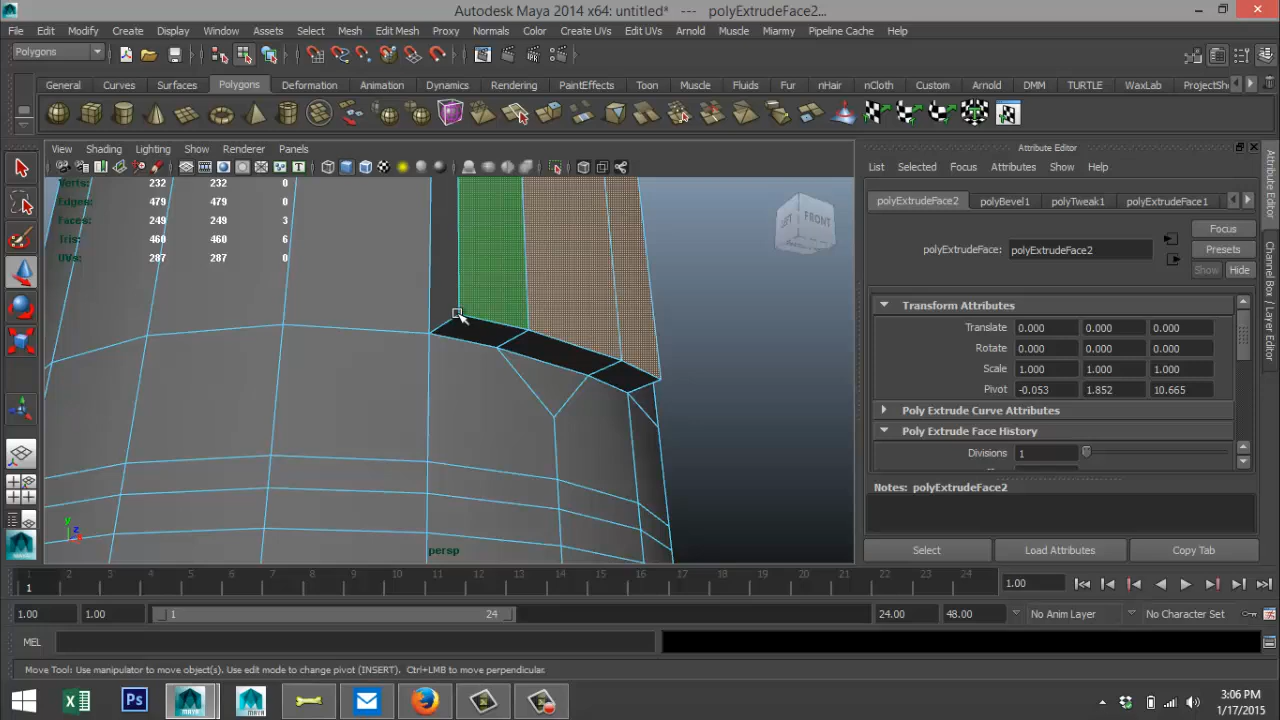 Autodesk Maya 2014 x64: untitled* --- polyExtrudeFace2...
File Edit Modify Create Display Window Assets Select Mesh Edit Mesh Proxy Normals Color Create UVs Edit UVs Arnold Muscle Miarmy Pipeline Cache Help
Polygons
General Curves Surfaces Polygons Deformation Animation Dynamics Rendering PaintEffects Toon Muscle Fluids Fur nHair nCloth Custom Arnold DMM TURTLE WaxLab ProjectSh
View Shading Lighting Show Renderer Panels
Verts: 232 232 0
Edges: 479 479 0
Faces: 249 249 3
Tris: 460 460 6
UVs: 287 287 0
LEFT FRONT
persp
Attribute Editor
List Selected Focus Attributes Show Help
polyExtrudeFace2 polyBevel1 polyTweak1 polyExtrudeFace1
polyExtrudeFace: polyExtrudeFace2
Focus
Presets
Show Hide
Transform Attributes
Translate 0.000 0.000 0.000
Rotate 0.000 0.000 0.000
Scale 1.000 1.000 1.000
Pivot -0.053 1.852 10.665
Poly Extrude Curve Attributes
Poly Extrude Face History
Divisions 1
Notes: polyExtrudeFace2
Select Load Attributes Copy Tab
Attribute Editor
Channel Box / Layer Editor
1 2 3 4 5 6 7 8 9 10 11 12 13 14 15 16 17 18 19 20 21 22 23 24
1
1.00
1.00 1.00 1 24 24.00 48.00 No Anim Layer No Character Set
MEL
Move Tool: Use manipulator to move object(s). Use edit mode to change pivot (INSERT). Ctrl+LMB to move perpendicular.
3:06 PM
1/17/2015